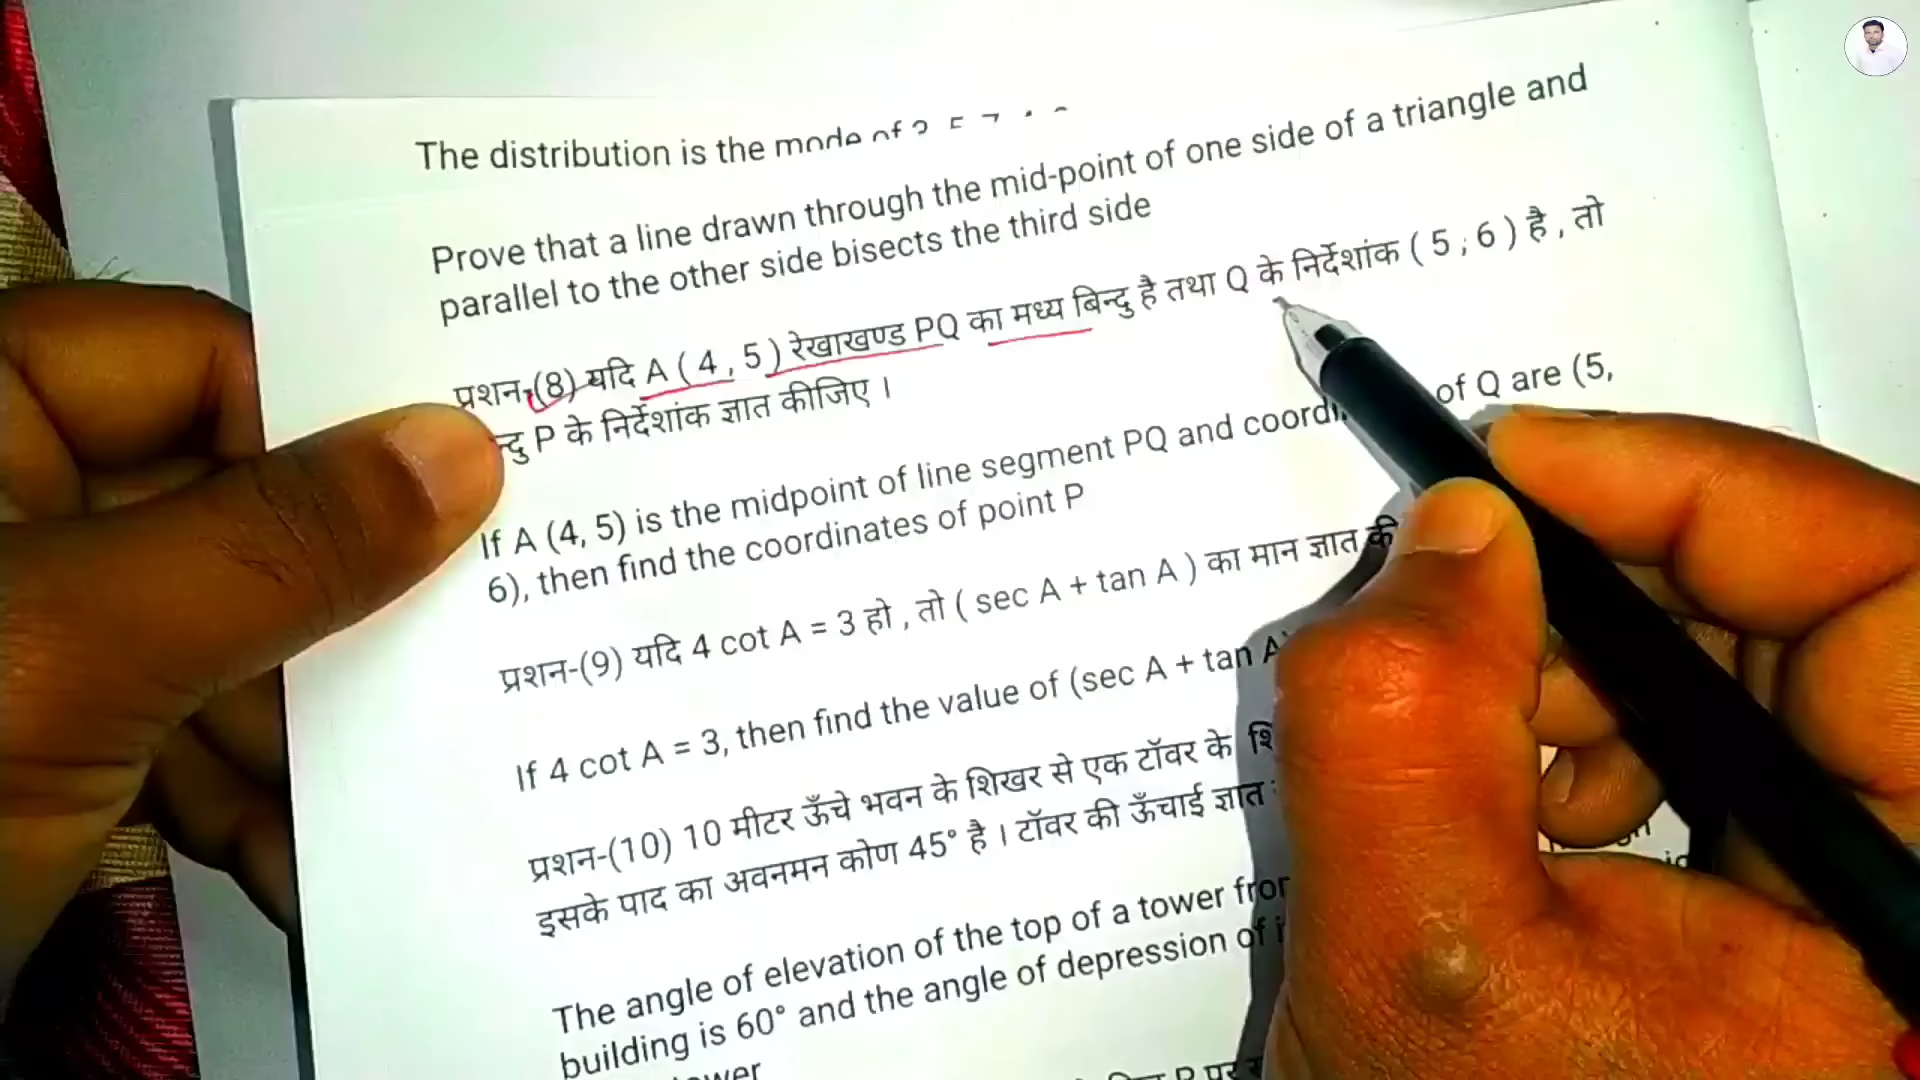 The distribution is the mode of
Prove that a line drawn through the mid-point of one side of a triangle and
parallel to the other side bisects the third side
प्रशन-(8) यदि A ( 4 , 5 ) रेखाखण्ड PQ का मध्य बिन्दु है तथा Q के निर्देशांक ( 5 , 6 ) है , तो
न्दु P के निर्देशांक ज्ञात कीजिए ।
If A (4, 5) is the midpoint of line segment PQ and coordi of Q are (5,
6), then find the coordinates of point P
प्रशन-(9) यदि 4 cot A = 3 हो , तो ( sec A + tan A ) का मान ज्ञात की
If 4 cot A = 3, then find the value of (sec A + tan A)
प्रशन-(10) 10 मीटर ऊँचे भवन के शिखर से एक टॉवर के शि
इसके पाद का अवनमन कोण 45° है । टॉवर की ऊँचाई ज्ञात
The angle of elevation of the top of a tower from
building is 60° and the angle of depression of